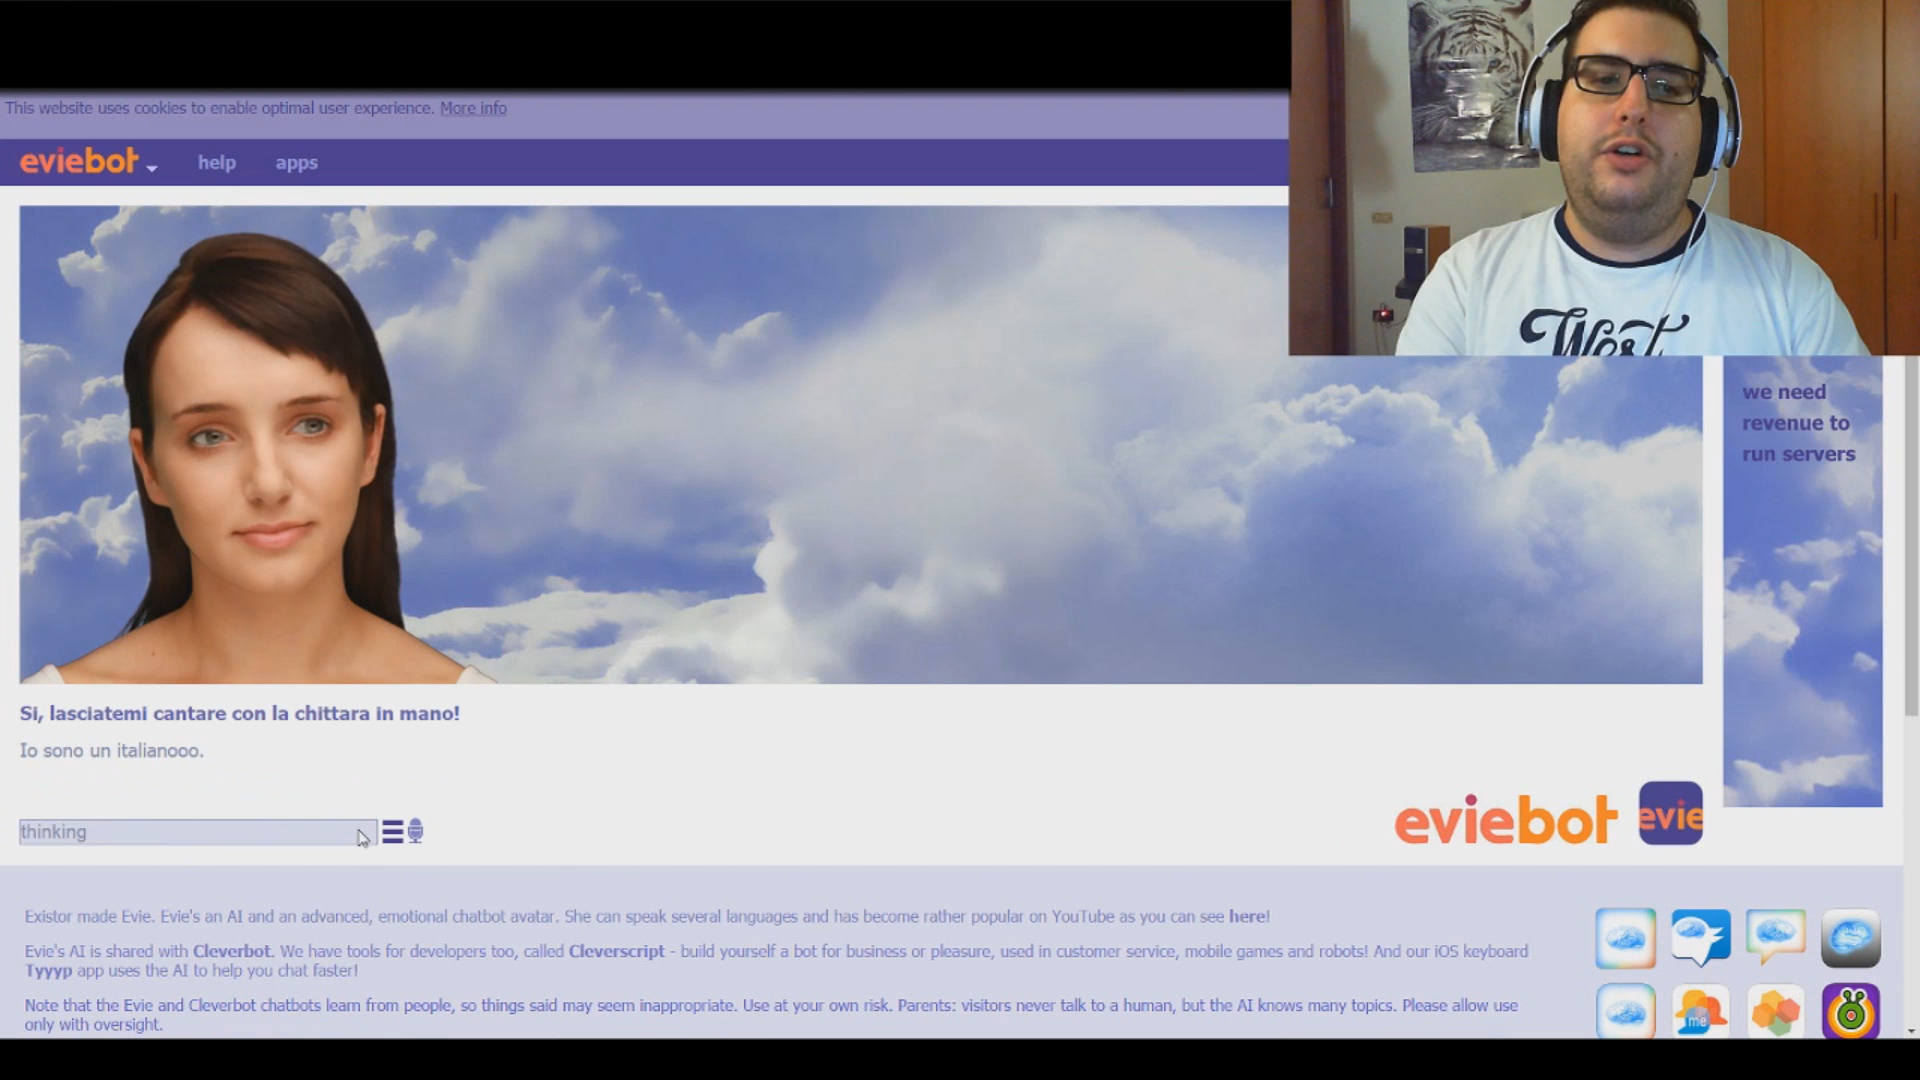 This website uses cookies to enable optimal user experience. More info
eviebot
help
apps
West
we need
revenue to
run servers
Si, lasciatemi cantare con la chittara in mano!
Io sono un italianooo.
thinking
eviebot
evie
Existor made Evie. Evie's an AI and an advanced, emotional chatbot avatar. She can speak several languages and has become rather popular on YouTube as you can see here!
Evie's AI is shared with Cleverbot. We have tools for developers too, called Cleverscript - build yourself a bot for business or pleasure, used in customer service, mobile games and robots! And our iOS keyboard
Tyyyp app uses the AI to help you chat faster!
Note that the Evie and Cleverbot chatbots learn from people, so things said may seem inappropriate. Use at your own risk. Parents: visitors never talk to a human, but the AI knows many topics. Please allow use
only with oversight.
me